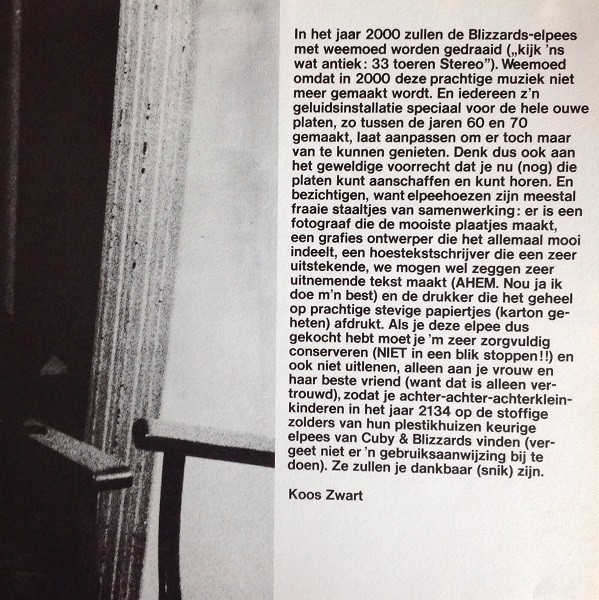 In het jaar 2000 zullen de Blizzards-elpees
met weemoed worden gedraaid („kijk 'ns
wat antiek: 33 toeren Stereo”). Weemoed
omdat in 2000 deze prachtige muziek niet
meer gemaakt wordt. En iedereen z'n
geluidsinstallatie speciaal voor de hele ouwe
platen, zo tussen de jaren 60 en 70
gemaakt, laat aanpassen om er toch maar
van te kunnen genieten. Denk dus ook aan
het geweldige voorrecht dat je nu (nog) die
platen kunt aanschaffen en kunt horen. En
bezichtigen, want elpeehoezen zijn meestal
fraaie staaltjes van samenwerking: er is een
fotograaf die de mooiste plaatjes maakt,
een grafies ontwerper die het allemaal mooi
indeelt, een hoestekstschrijver die een zeer
uitstekende, we mogen wel zeggen zeer
uitnemende tekst maakt (AHEM. Nou ja ik
doe m'n best) en de drukker die het geheel
op prachtige stevige papiertjes (karton ge-
heten) afdrukt. Als je deze elpee dus
gekocht hebt moet je 'm zeer zorgvuldig
conserveren (NIET in een blik stoppen!!) en
ook niet uitlenen, alleen aan je vrouw en
haar beste vriend (want dat is alleen ver-
trouwd), zodat je achter-achter-achterklein-
kinderen in het jaar 2134 op de stoffige
zolders van hun plestikhuizen keurige
elpees van Cuby & Blizzards vinden (ver-
geet niet er 'n gebruiksaanwijzing bij te
doen). Ze zullen je dankbaar (snik) zijn.
Koos Zwart